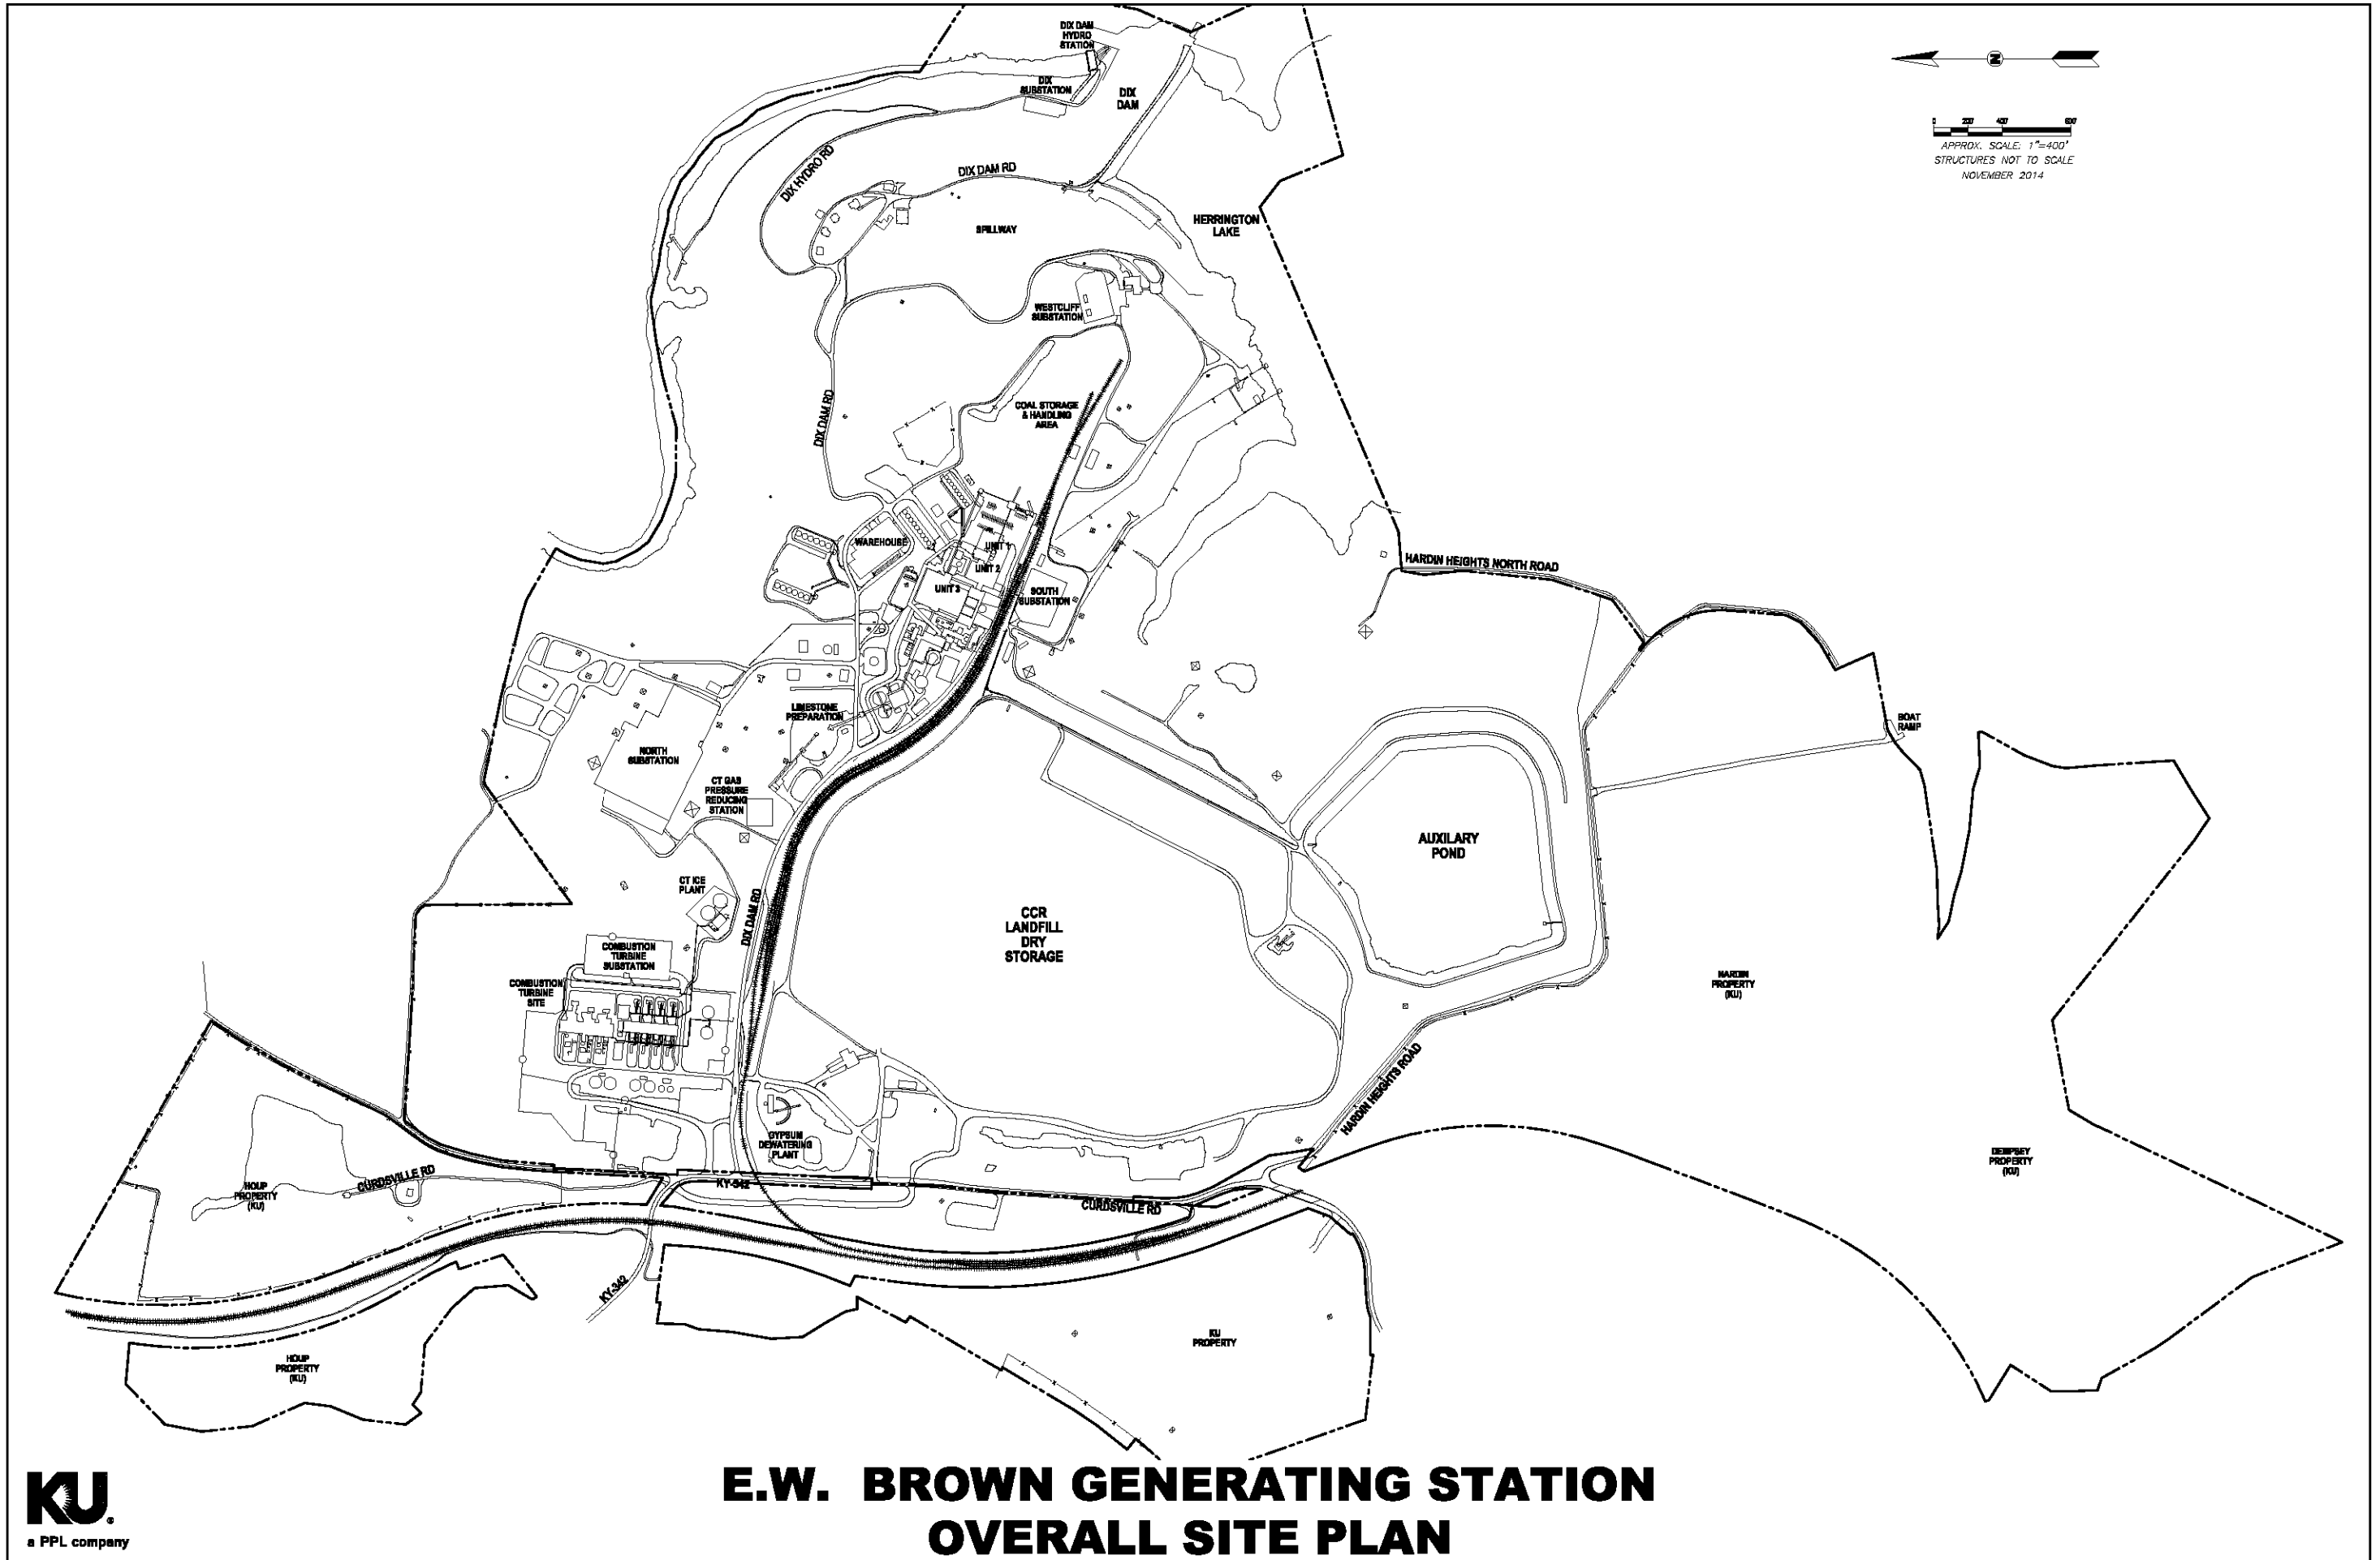 DIX DAM
HYDRO
STATION
DIX
SUBSTATION
DIX
DAM
N
0 200' 400' 800'
APPROX. SCALE: 1"=400'
STRUCTURES NOT TO SCALE
NOVEMBER 2014
DIX HYDRO RD
DIX DAM RD
SPILLWAY
HERRINGTON
LAKE
WESTCLIFF
SUBSTATION
DIX DAM RD
COAL STORAGE
& HANDLING
AREA
WAREHOUSE
UNIT 1
UNIT 2
UNIT 3
SOUTH
SUBSTATION
HARDIN HEIGHTS NORTH ROAD
LIMESTONE
PREPARATION
NORTH
SUBSTATION
CT GAS
PRESSURE
REDUCING
STATION
BOAT
RAMP
AUXILARY
POND
CT ICE
PLANT
DIX DAM RD
CCR
LANDFILL
DRY
STORAGE
COMBUSTION
TURBINE
SUBSTATION
COMBUSTION
TURBINE
SITE
HARDIN
PROPERTY
(KU)
HARDIN HEIGHTS ROAD
GYPSUM
DEWATERING
PLANT
DEMPSEY
PROPERTY
(KU)
HOUP
PROPERTY
(KU)
CURDSVILLE RD
KY-342
CURDSVILLE RD
KY-342
KU
PROPERTY
HOUP
PROPERTY
(KU)
KU
a PPL company
E.W. BROWN GENERATING STATION
OVERALL SITE PLAN